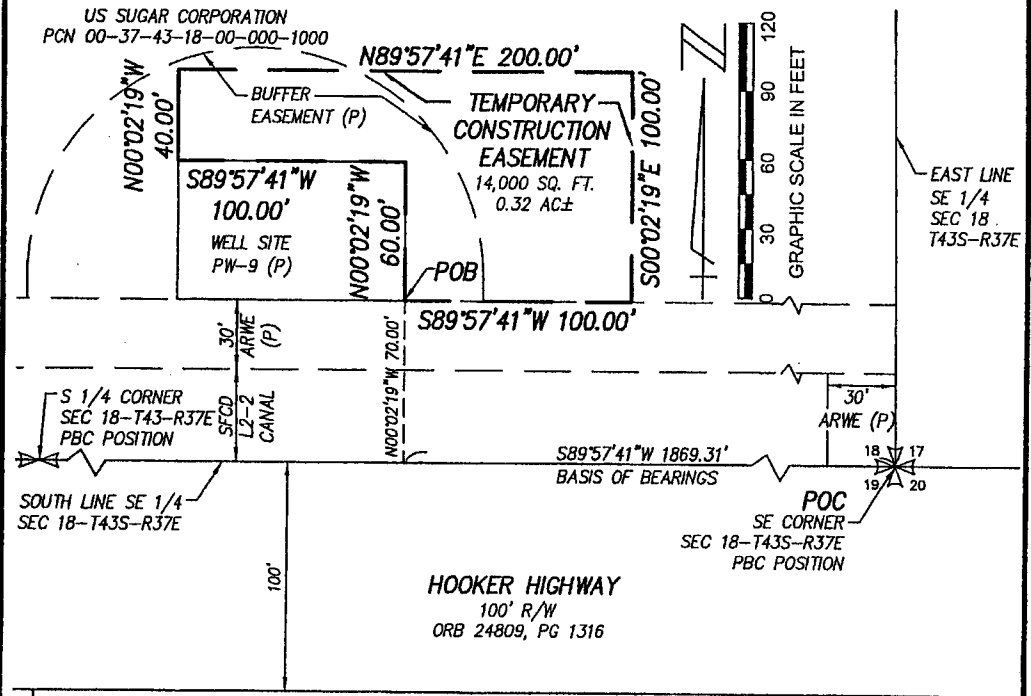 US SUGAR CORPORATION
PCN 00-37-43-18-00-000-1000
N89°57'41"E 200.00'
N00°02'19"W
40.00'
BUFFER
EASEMENT (P)
TEMPORARY
CONSTRUCTION
EASEMENT
14,000 SQ. FT.
0.32 AC±
S00°02'19"E 100.00'
S89°57'41"W
100.00'
WELL SITE
PW-9 (P)
N00°02'19"W
60.00'
POB
S89°57'41"W 100.00'
N
0 30 60 90 120
GRAPHIC SCALE IN FEET
EAST LINE
SE 1/4
SEC 18
T43S-R37E
30'
ARWE
(P)
SFCD
L2-2
CANAL
N00°02'19"W 70.00'
S 1/4 CORNER
SEC 18-T43-R37E
PBC POSITION
30'
ARWE (P)
S89°57'41"W 1869.31'
BASIS OF BEARINGS
18 17
19 20
SOUTH LINE SE 1/4
SEC 18-T43S-R37E
POC
SE CORNER
SEC 18-T43S-R37E
PBC POSITION
100'
HOOKER HIGHWAY
100' R/W
ORB 24809, PG 1316